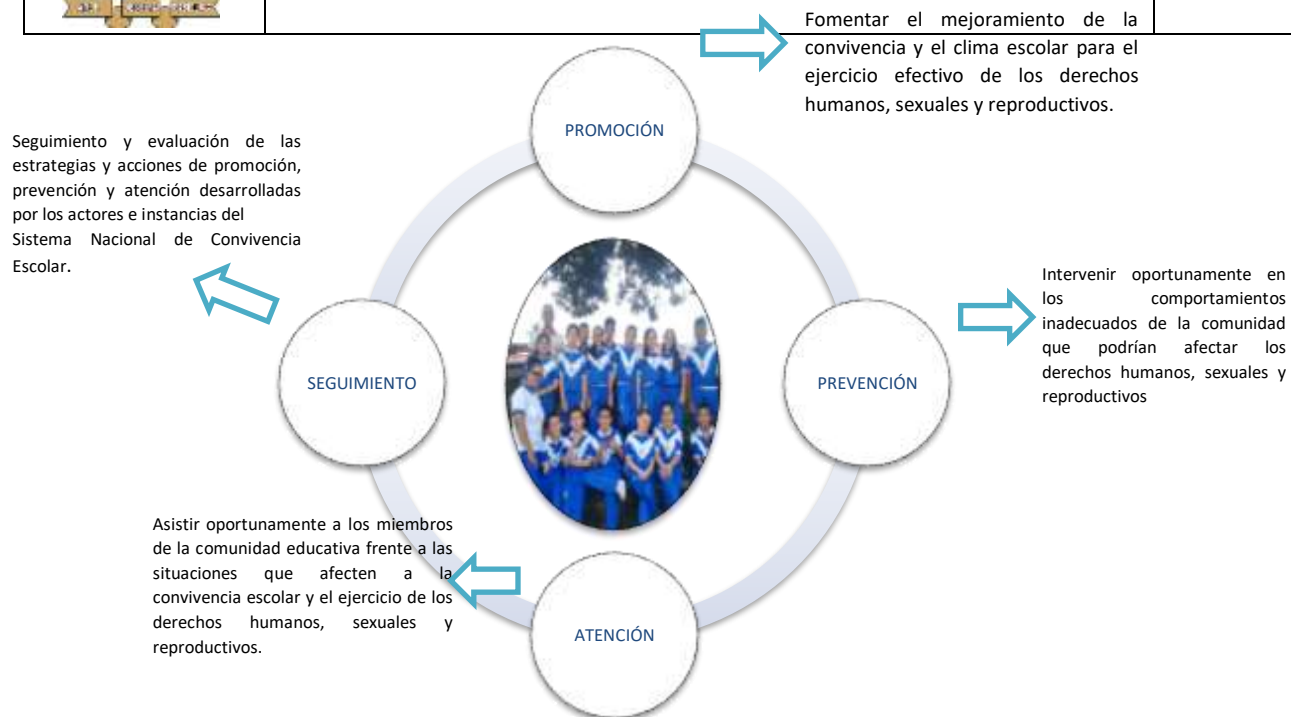 Fomentar el mejoramiento de la
convivencia y el clima escolar para el
ejercicio efectivo de los derechos
humanos, sexuales y reproductivos.
PROMOCIÓN
Seguimiento y evaluación de las
estrategias y acciones de promoción,
prevención y atención desarrolladas
por los actores e instancias del
Sistema Nacional de Convivencia
Escolar.
Intervenir oportunamente en
los comportamientos
inadecuados de la comunidad
que podrían afectar los
derechos humanos, sexuales y
reproductivos
SEGUIMIENTO
PREVENCIÓN
Asistir oportunamente a los miembros
de la comunidad educativa frente a las
situaciones que afecten a la
convivencia escolar y el ejercicio de los
derechos humanos, sexuales y
reproductivos.
ATENCIÓN